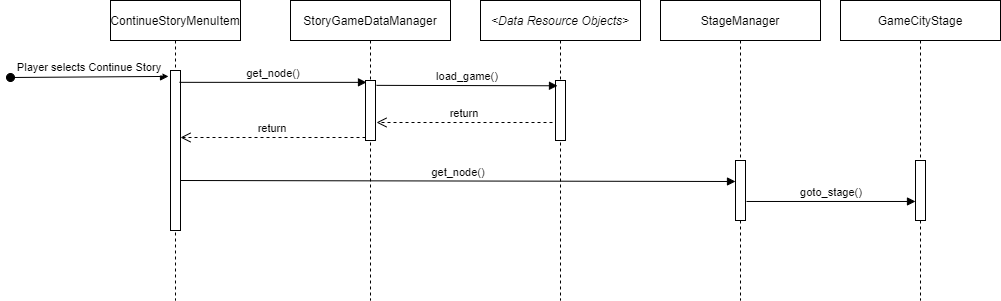 ContinueStoryMenuItem
StoryGameDataManager
<Data Resource Objects>
StageManager
GameCityStage
Player selects Continue Story
get_node()
load_game()
return
return
get_node()
goto_stage()